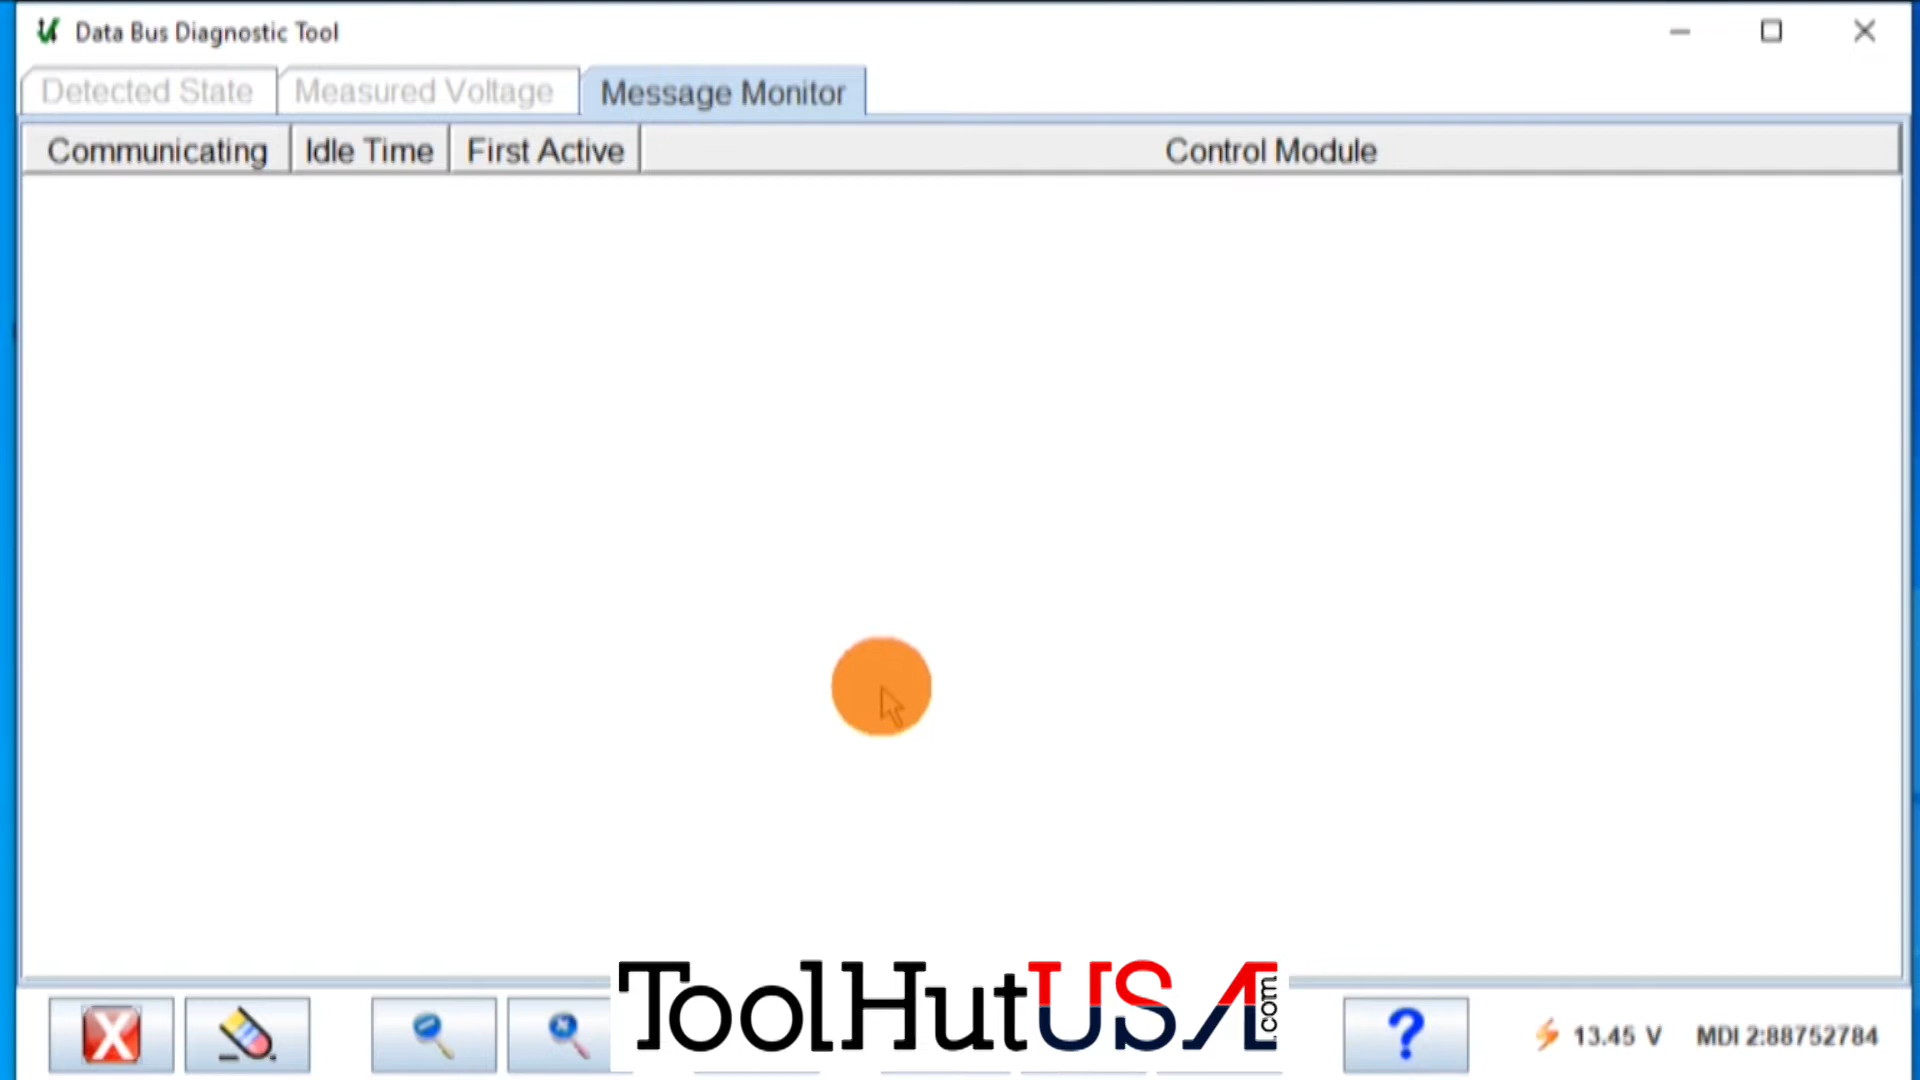 Data Bus Diagnostic Tool
Detected State Measured Voltage Message Monitor
Communicating Idle Time First Active Control Module
ToolHutUSA.com
13.45 V MDI 2:88752784